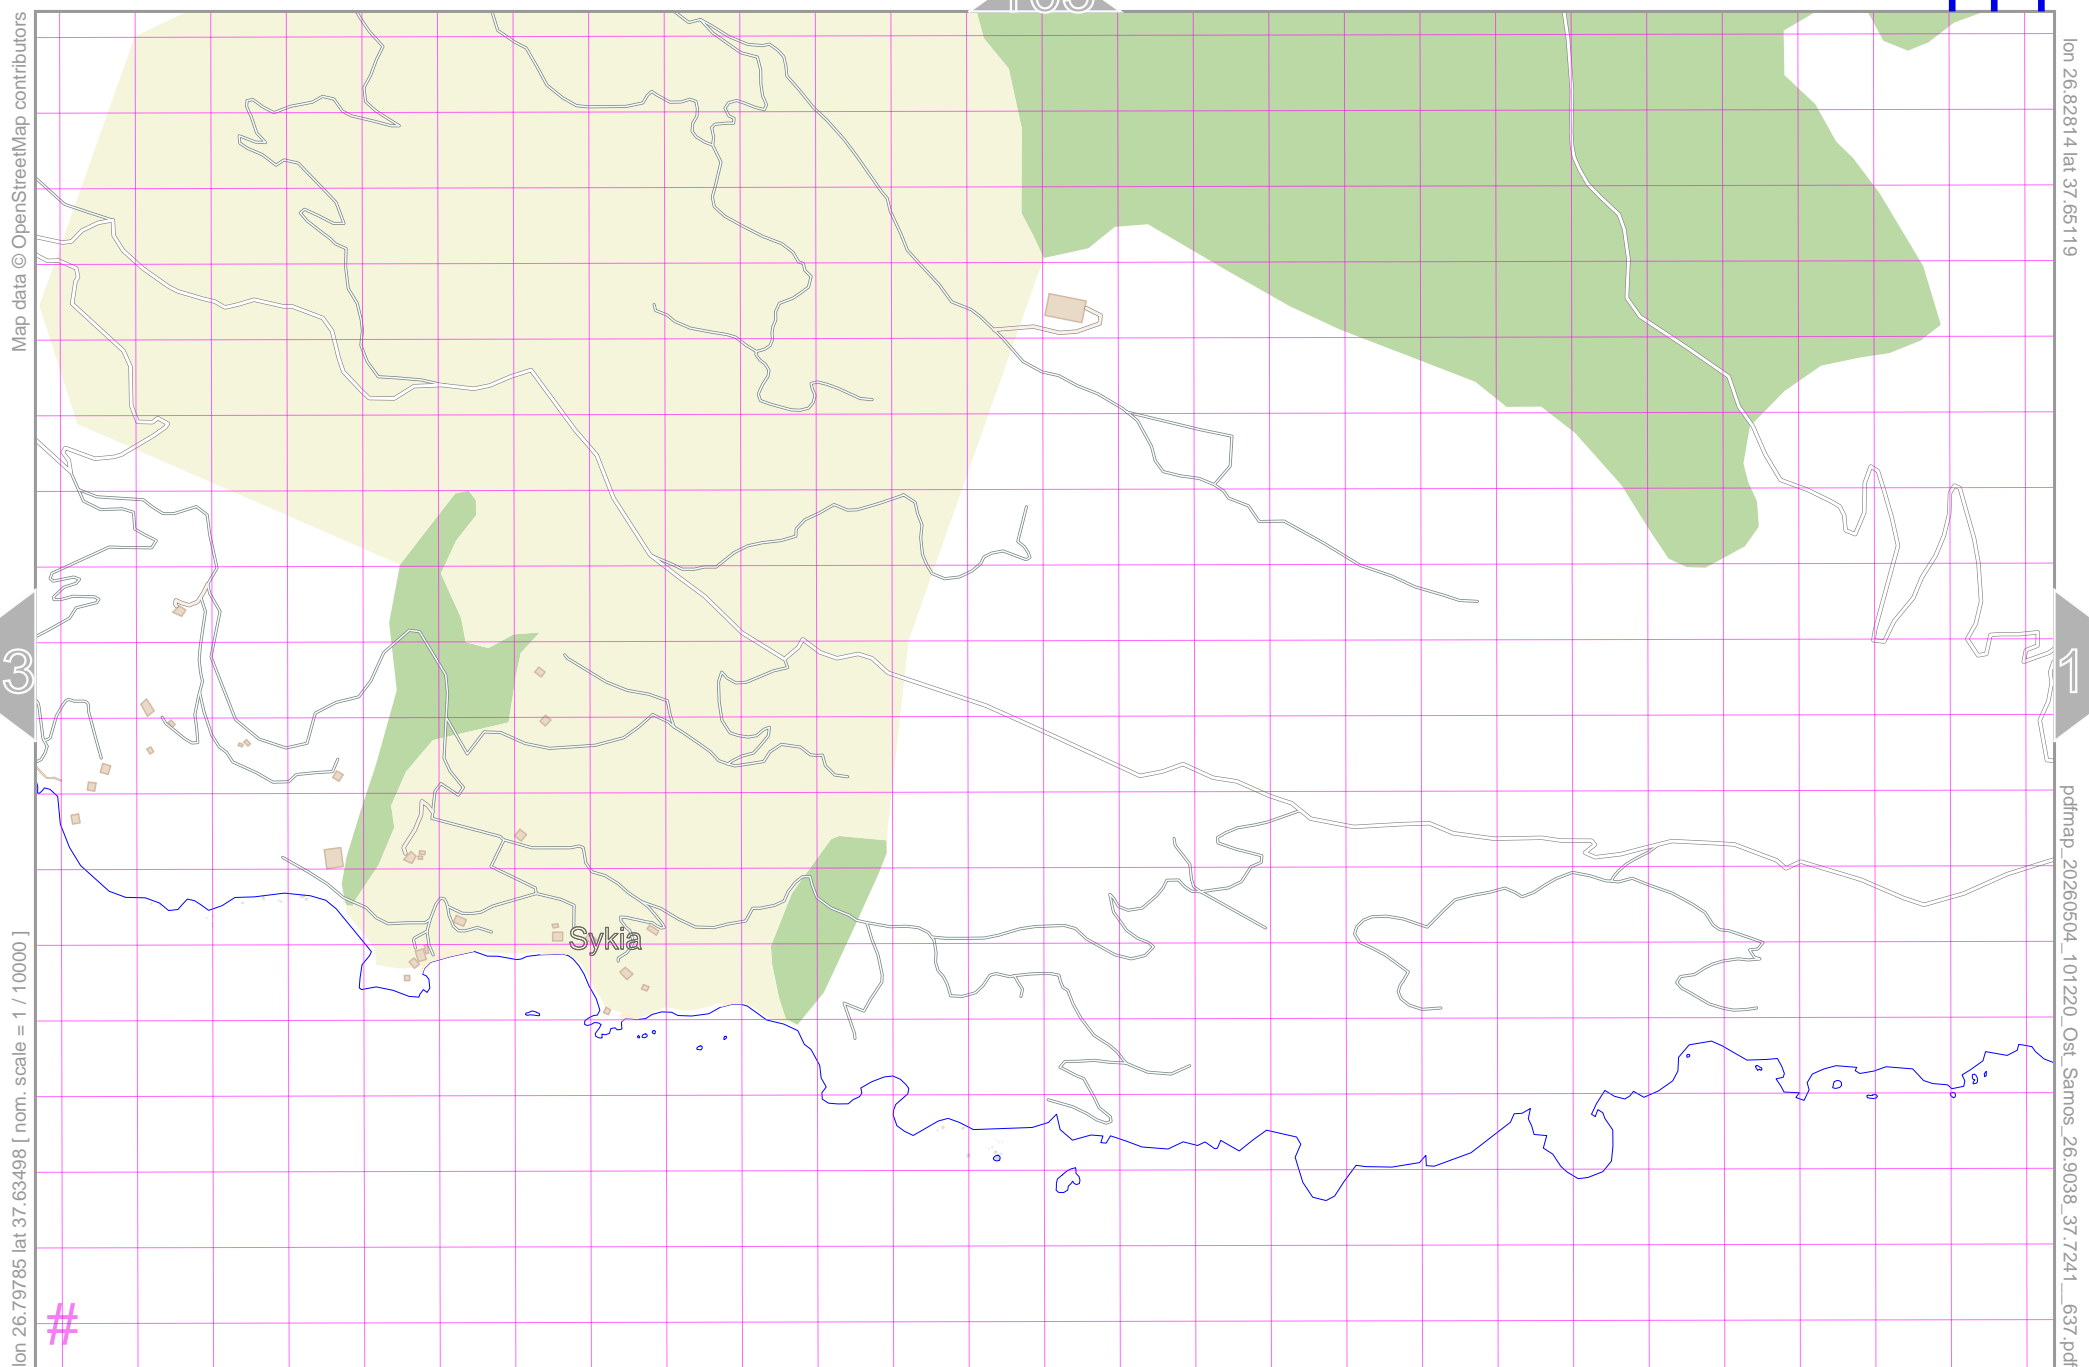 Map data © OpenStreetMap contributors
lon 26.79785 lat 37.63498 [ nom. scale = 1 / 10000 ]
lon 26.82814 lat 37.65119
pdfmap_20260504_101220_Ost_Samos_26.9038_37.7241__637.pdf
3
1
Sykia
#